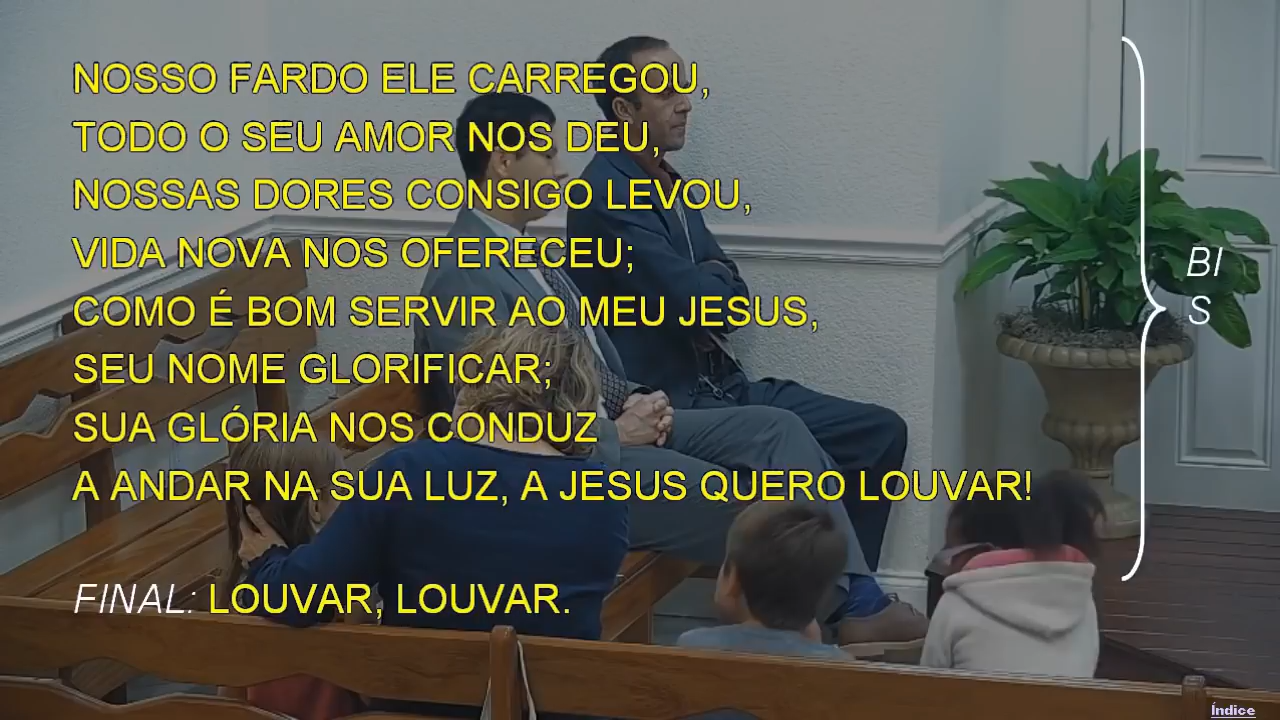 NOSSO FARDO ELE CARREGOU,
TODO O SEU AMOR NOS DEU,
NOSSAS DORES CONSIGO LEVOU,
VIDA NOVA NOS OFERECEU;
COMO É BOM SERVIR AO MEU JESUS,
SEU NOME GLORIFICAR;
SUA GLÓRIA NOS CONDUZ
A ANDAR NA SUA LUZ, A JESUS QUERO LOUVAR!
BI
S
FINAL: LOUVAR, LOUVAR.
Índice